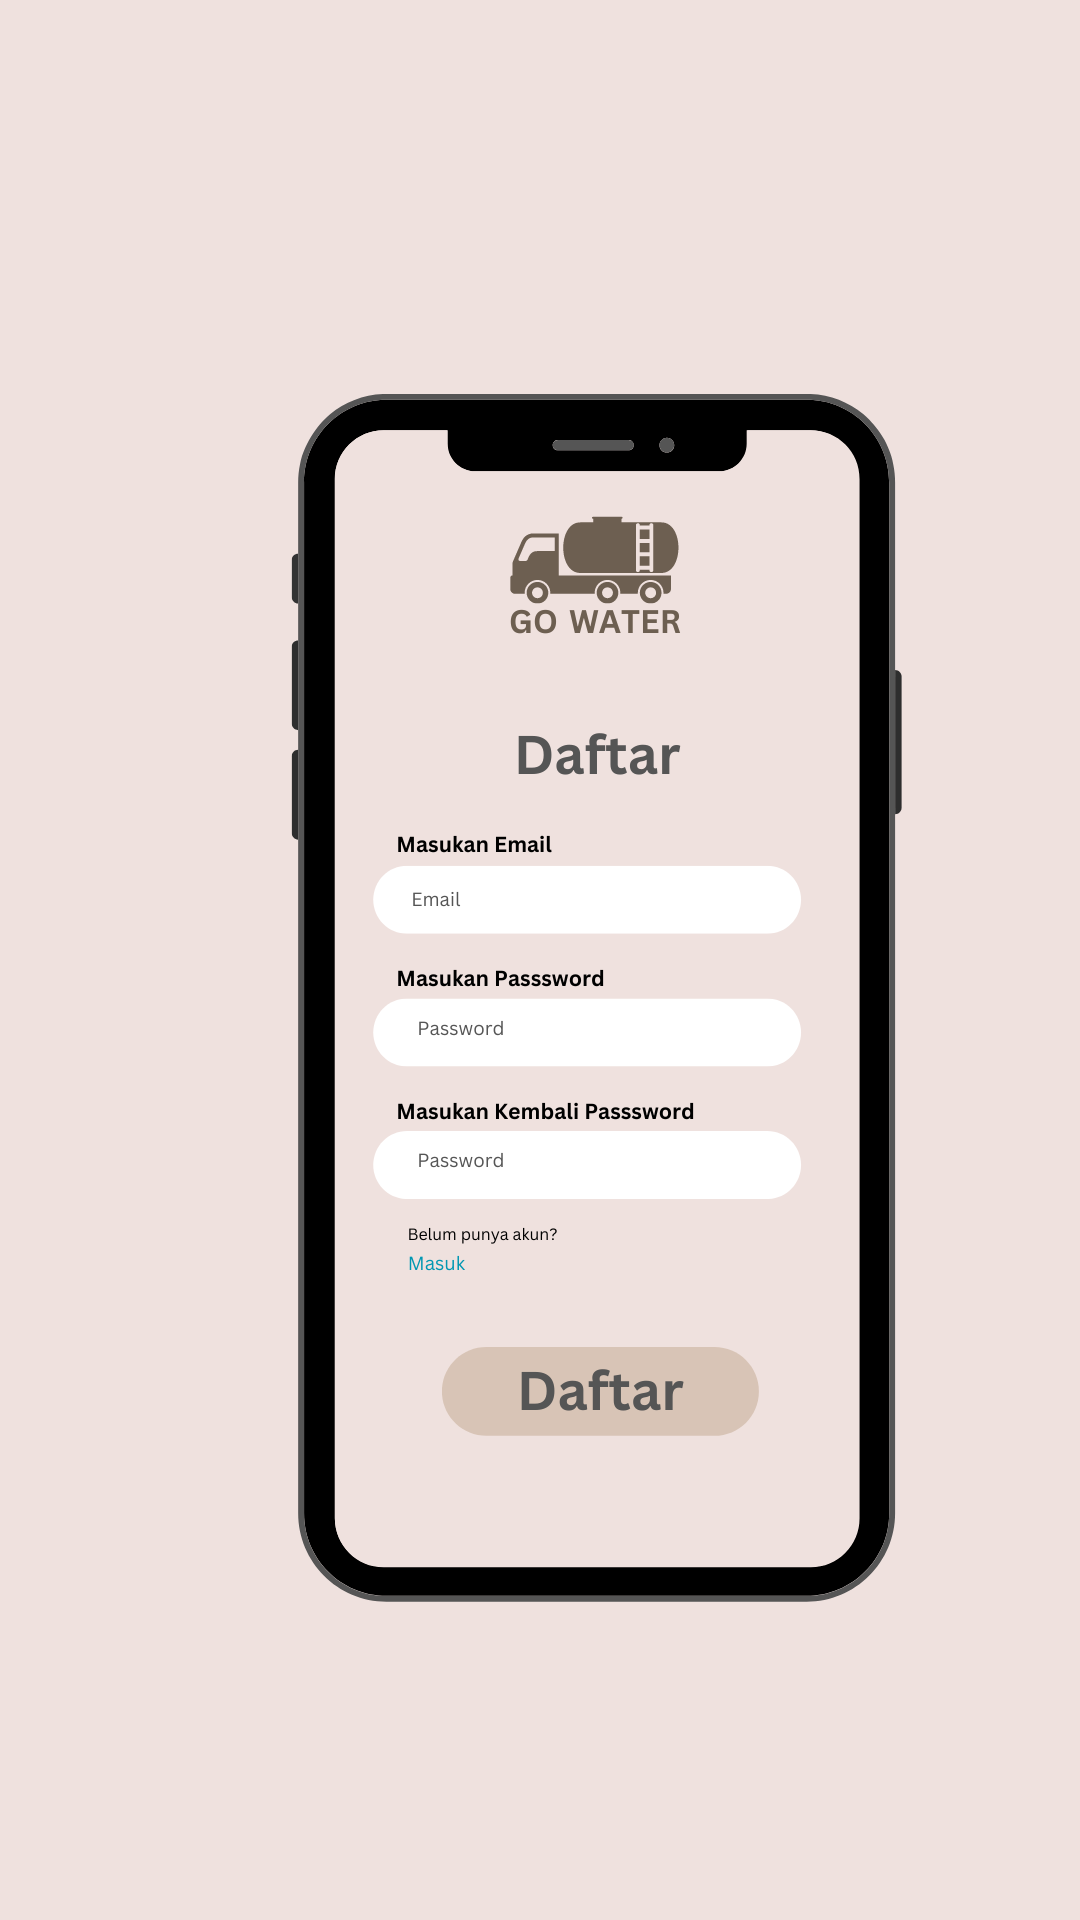 GO WATER
Daftar
Masukan Email
Email
Masukan Passsword
Password
Masukan Kembali Passsword
Password
Belum punya akun?
Masuk
Daftar